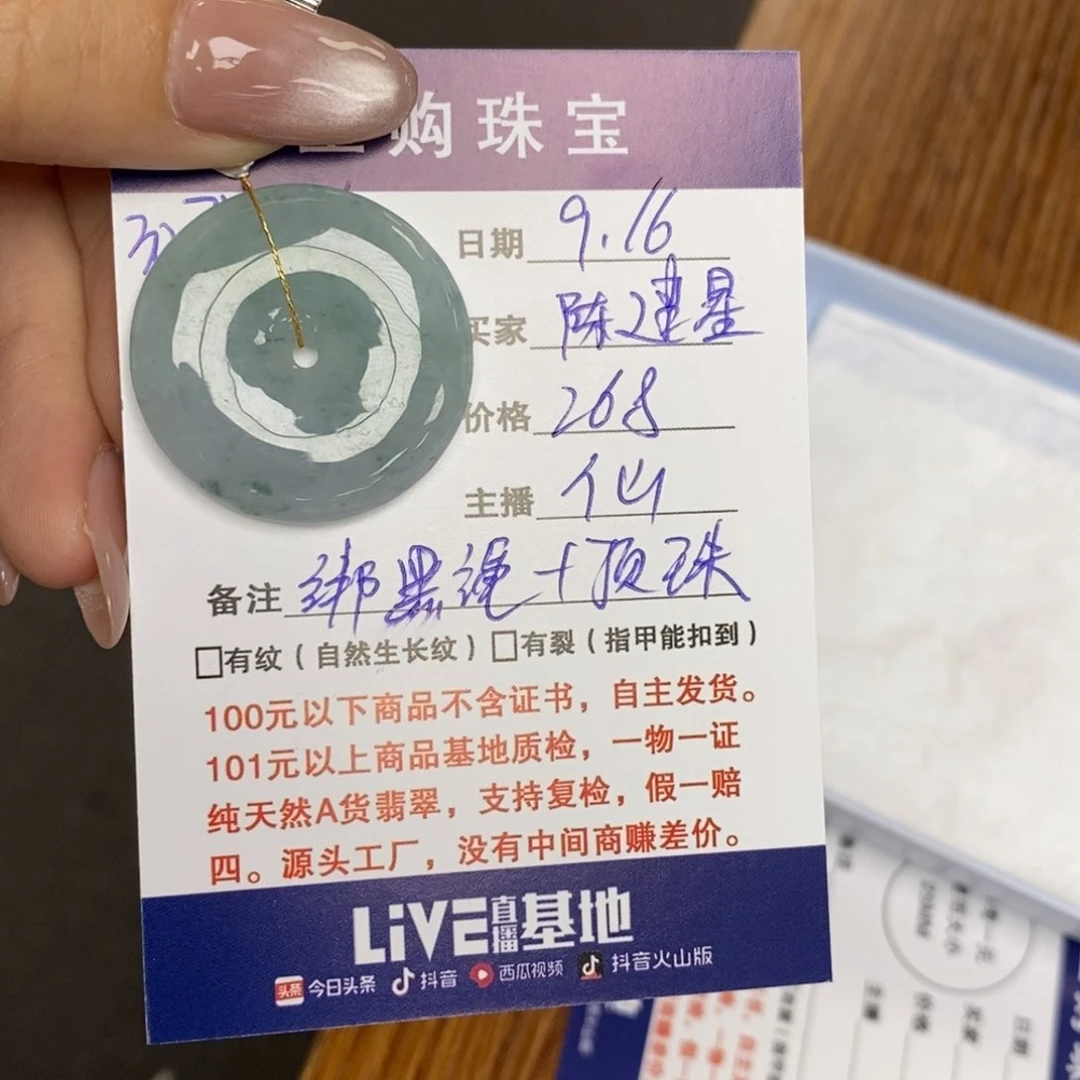 购珠宝
日期 9.16
买家 陈建星
价格 268
主播 仙
备注 绑黑绳+顶珠
□有纹（自然生长纹）□有裂（指甲能扣到）
100元以下商品不含证书，自主发货。
101元以上商品基地质检，一物一证
纯天然A货翡翠，支持复检，假一赔
四。源头工厂，没有中间商赚差价。
LiVE直播基地
头条 今日头条 抖音 西瓜视频 抖音火山版